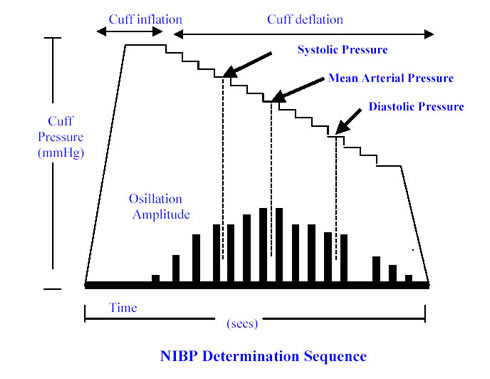 Cuff inflation
Cuff deflation
Systolic Pressure
Mean Arterial Pressure
Diastolic Pressure
Cuff
Pressure
(mmHg)
Osillation
Amplitude
Time
(secs)
NIBP Determination Sequence